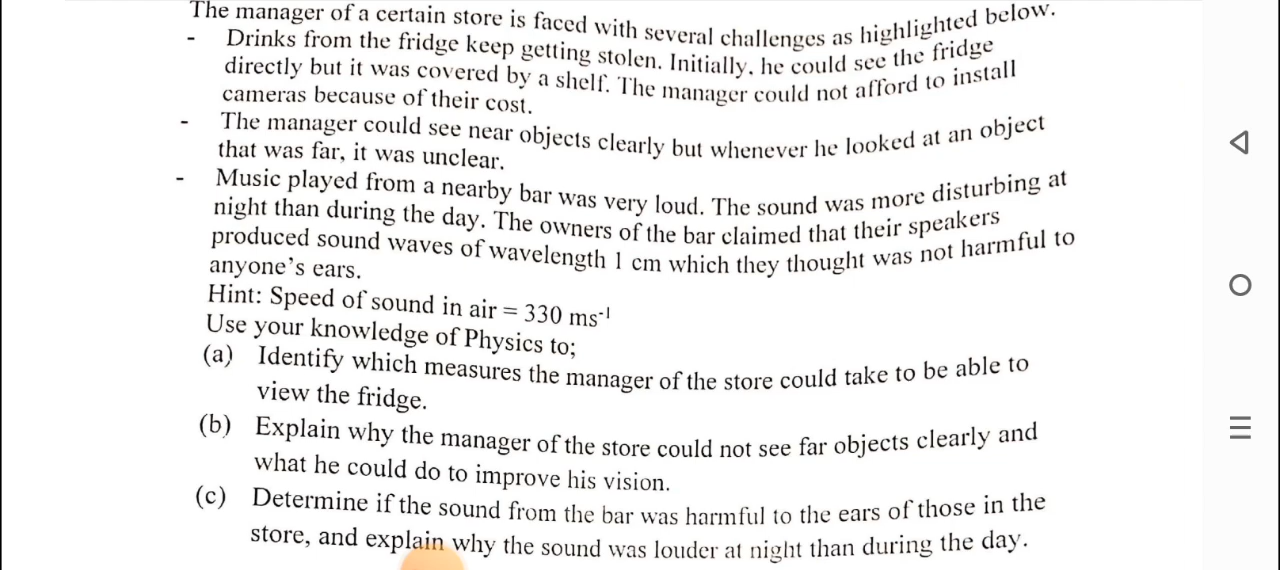 The manager of a certain store is faced with several challenges as highlighted below.
- Drinks from the fridge keep getting stolen. Initially, he could see the fridge
directly but it was covered by a shelf. The manager could not afford to install
cameras because of their cost.
- The manager could see near objects clearly but whenever he looked at an object
that was far, it was unclear.
- Music played from a nearby bar was very loud. The sound was more disturbing at
night than during the day. The owners of the bar claimed that their speakers
produced sound waves of wavelength 1 cm which they thought was not harmful to
anyone's ears.
Hint: Speed of sound in air = 330 ms⁻¹
Use your knowledge of Physics to;
(a) Identify which measures the manager of the store could take to be able to
view the fridge.
(b) Explain why the manager of the store could not see far objects clearly and
what he could do to improve his vision.
(c) Determine if the sound from the bar was harmful to the ears of those in the
store, and explain why the sound was louder at night than during the day.